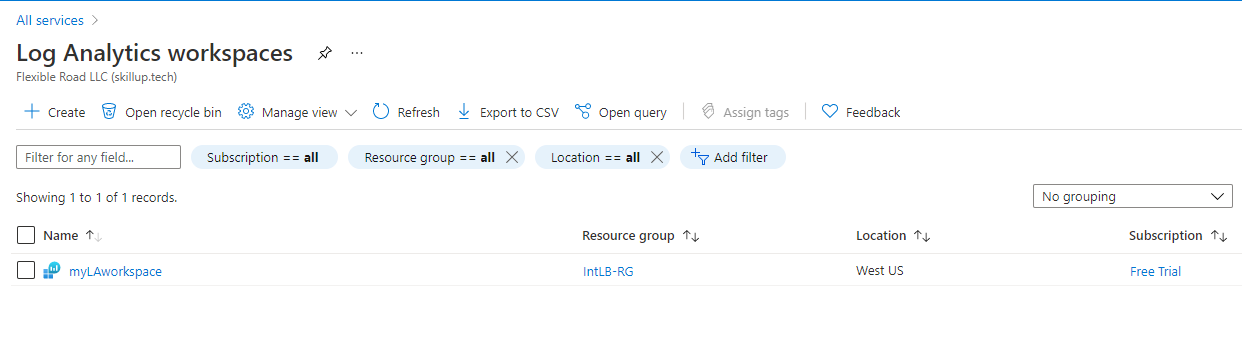 All services
Log Analytics workspaces
Flexible Road LLC (skillup.tech)
Create Open recycle bin Manage view Refresh Export to CSV Open query Assign tags Feedback
Filter for any field... Subscription == all Resource group == all Location == all Add filter
Showing 1 to 1 of 1 records. No grouping
Name Resource group Location Subscription
myLAworkspace IntLB-RG West US Free Trial